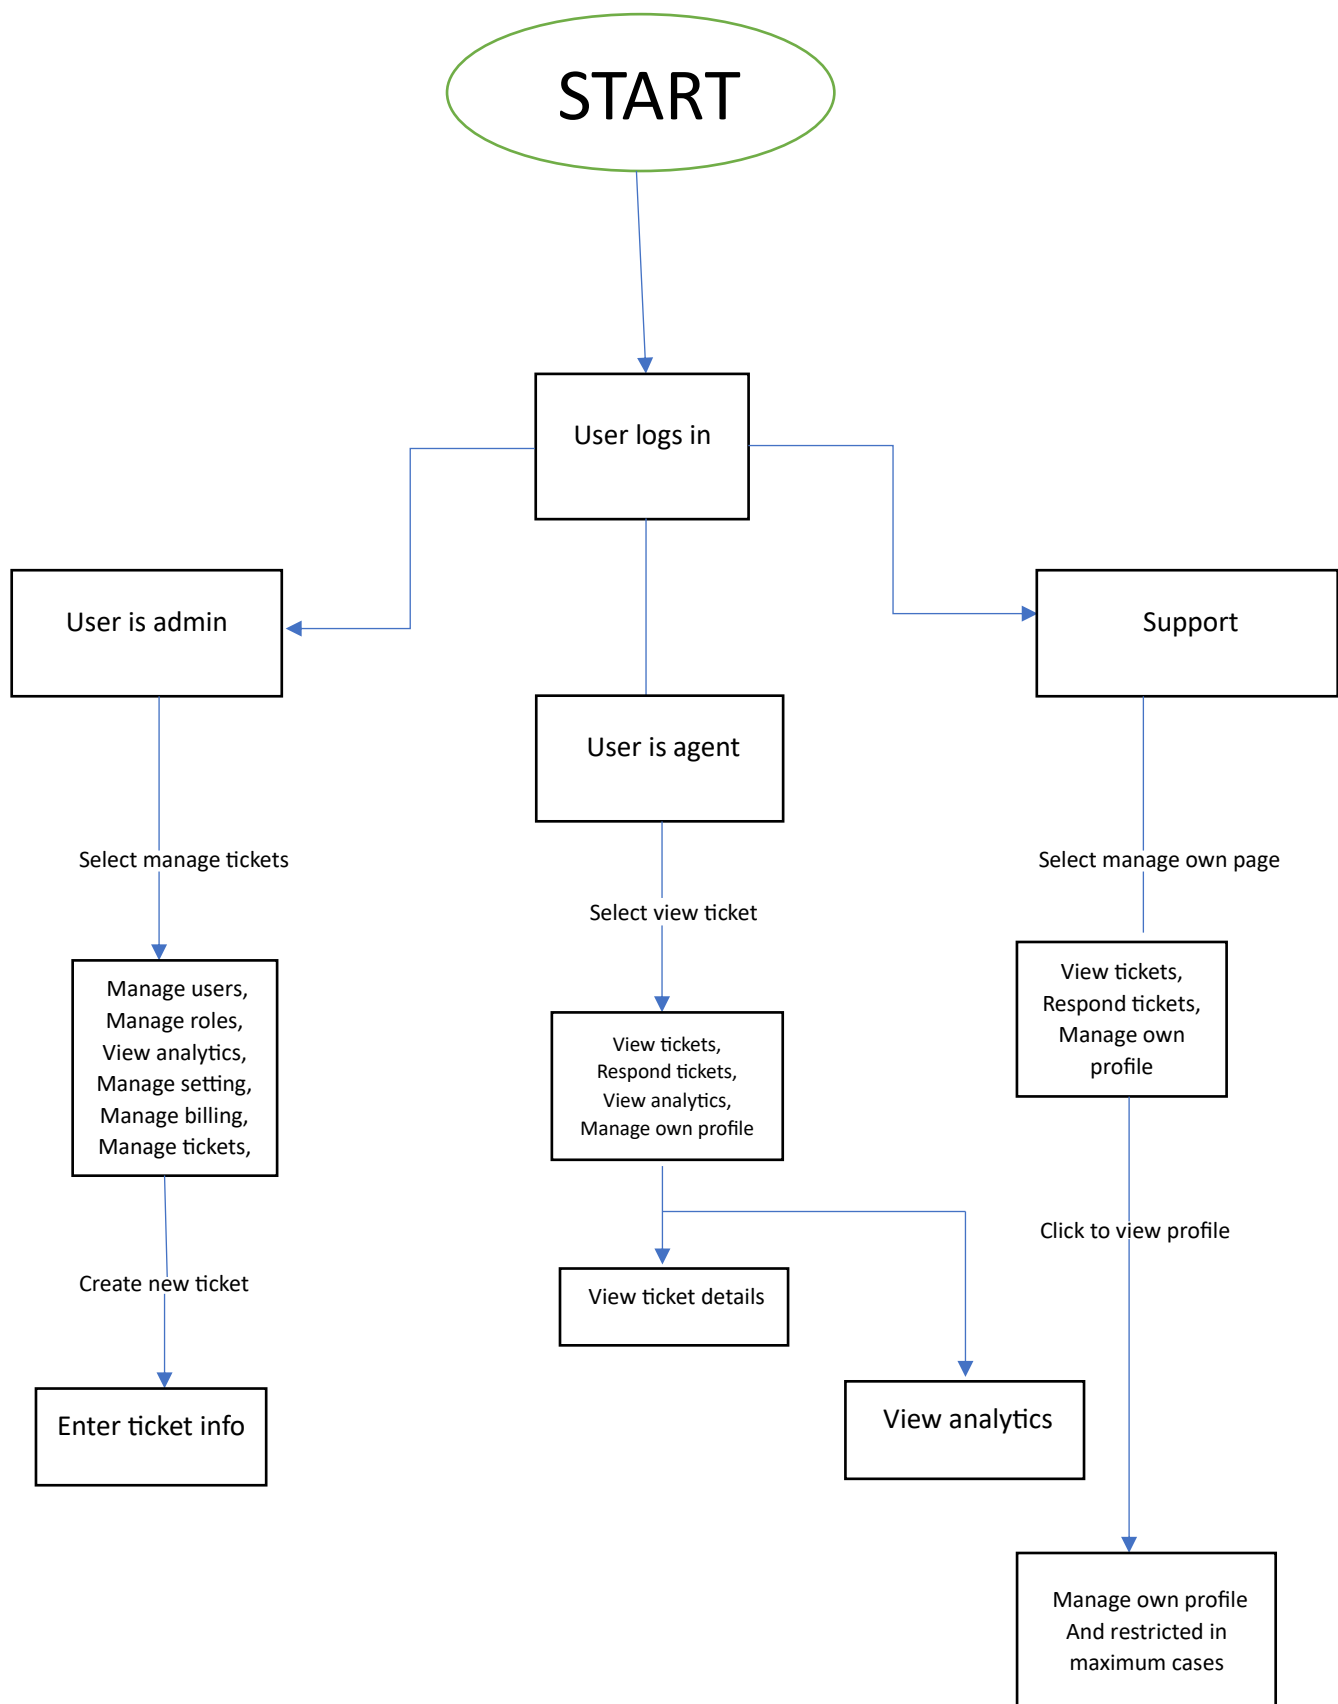 START
User logs in
User is admin
Support
User is agent
Select manage tickets
Select manage own page
Select view ticket
Manage users,
Manage roles,
View analytics,
Manage setting,
Manage billing,
Manage tickets,
View tickets,
Respond tickets,
View analytics,
Manage own profile
View tickets,
Respond tickets,
Manage own
profile
Click to view profile
Create new ticket
View ticket details
Enter ticket info
View analytics
Manage own profile
And restricted in
maximum cases